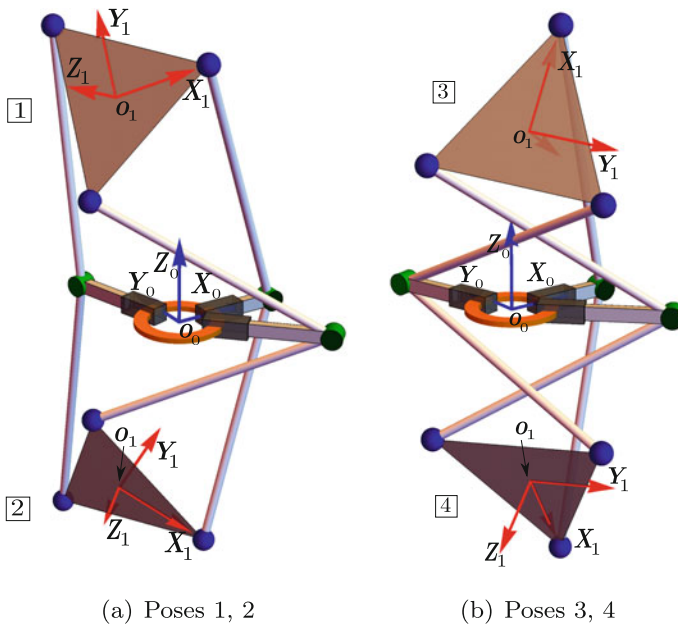 Y₁
Z₁
X₁
o₁
1
Z₀
Y₀
X₀
o₀
o₁
Y₁
2
Z₁
X₁
(a) Poses 1, 2
3
X₁
o₁
Y₁
Z₀
Y₀
X₀
o₀
o₁
Y₁
4
X₁
Z₁
(b) Poses 3, 4